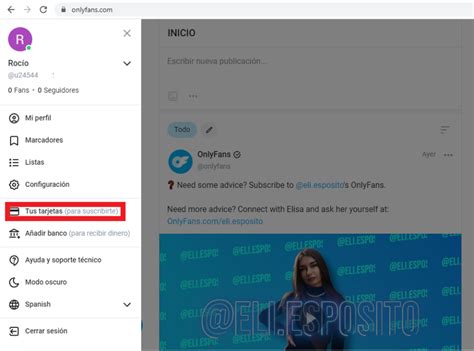 onlyfans.com
R
Rocío
@u24544
0 Fans • 0 Seguidores
Mi perfil
Marcadores
Listas
Configuración
Tus tarjetas (para suscribirte)
Añadir banco (para recibir dinero)
Ayuda y soporte técnico
Modo oscuro
Spanish
Cerrar sesión
INICIO
Escribir nueva publicación...
Todo
OnlyFans
@onlyfans
Ayer
Need some advice? Subscribe to @eli.esposito's OnlyFans.
Need more advice? Connect with Elisa and ask her yourself at:
OnlyFans.com/eli.esposito
@ELI.ESPOSITO